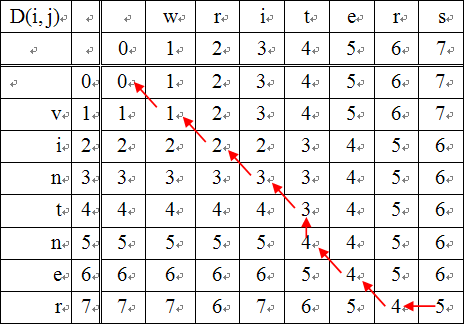 D(i, j) w r i t e r s
0 1 2 3 4 5 6 7
0 0 1 2 3 4 5 6 7
v 1 1 1 2 3 4 5 6 7
i 2 2 2 2 2 3 4 5 6
n 3 3 3 3 3 3 4 5 6
t 4 4 4 4 4 3 4 5 6
n 5 5 5 5 5 4 4 5 6
e 6 6 6 6 6 5 4 5 6
r 7 7 7 6 7 6 5 4 5